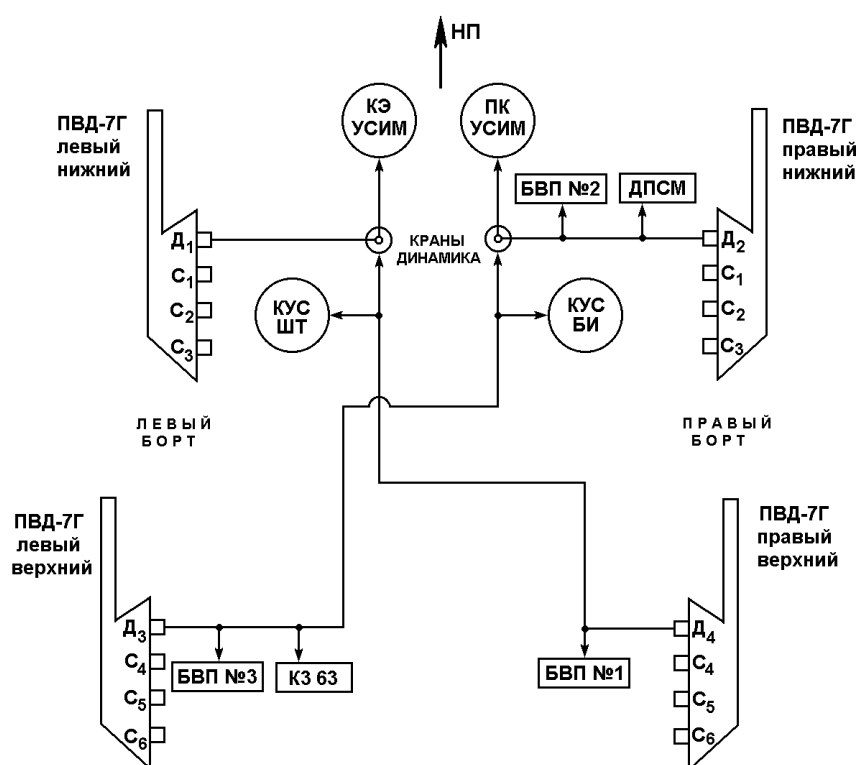 НП
КЭ
УСИМ
ПК
УСИМ
ПВД-7Г
левый
нижний
ПВД-7Г
правый
нижний
БВП №2
ДПСМ
Д1
С1
С2
С3
КРАНЫ
ДИНАМИКА
Д2
С1
С2
С3
КУС
ШТ
КУС
БИ
ЛЕВЫЙ
БОРТ
ПРАВЫЙ
БОРТ
ПВД-7Г
левый
верхний
ПВД-7Г
правый
верхний
Д3
С4
С5
С6
БВП №3
КЗ 63
БВП №1
Д4
С4
С5
С6